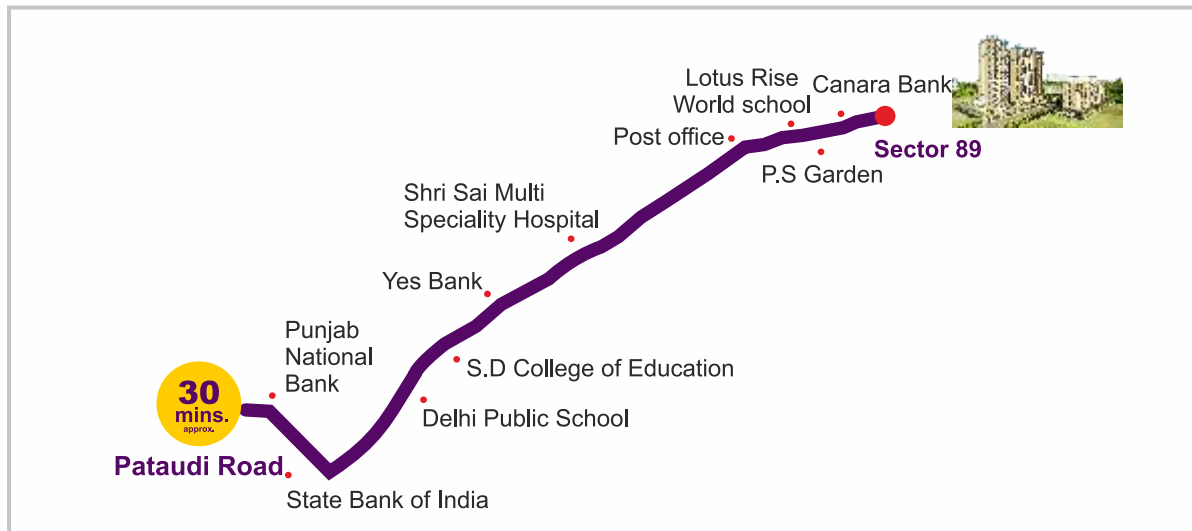 Lotus Rise
World school
Canara Bank
Post office
Sector 89
P.S Garden
Shri Sai Multi
Speciality Hospital
Yes Bank
Punjab
National
Bank
S.D College of Education
30
mins.
approx.
Delhi Public School
Pataudi Road
State Bank of India